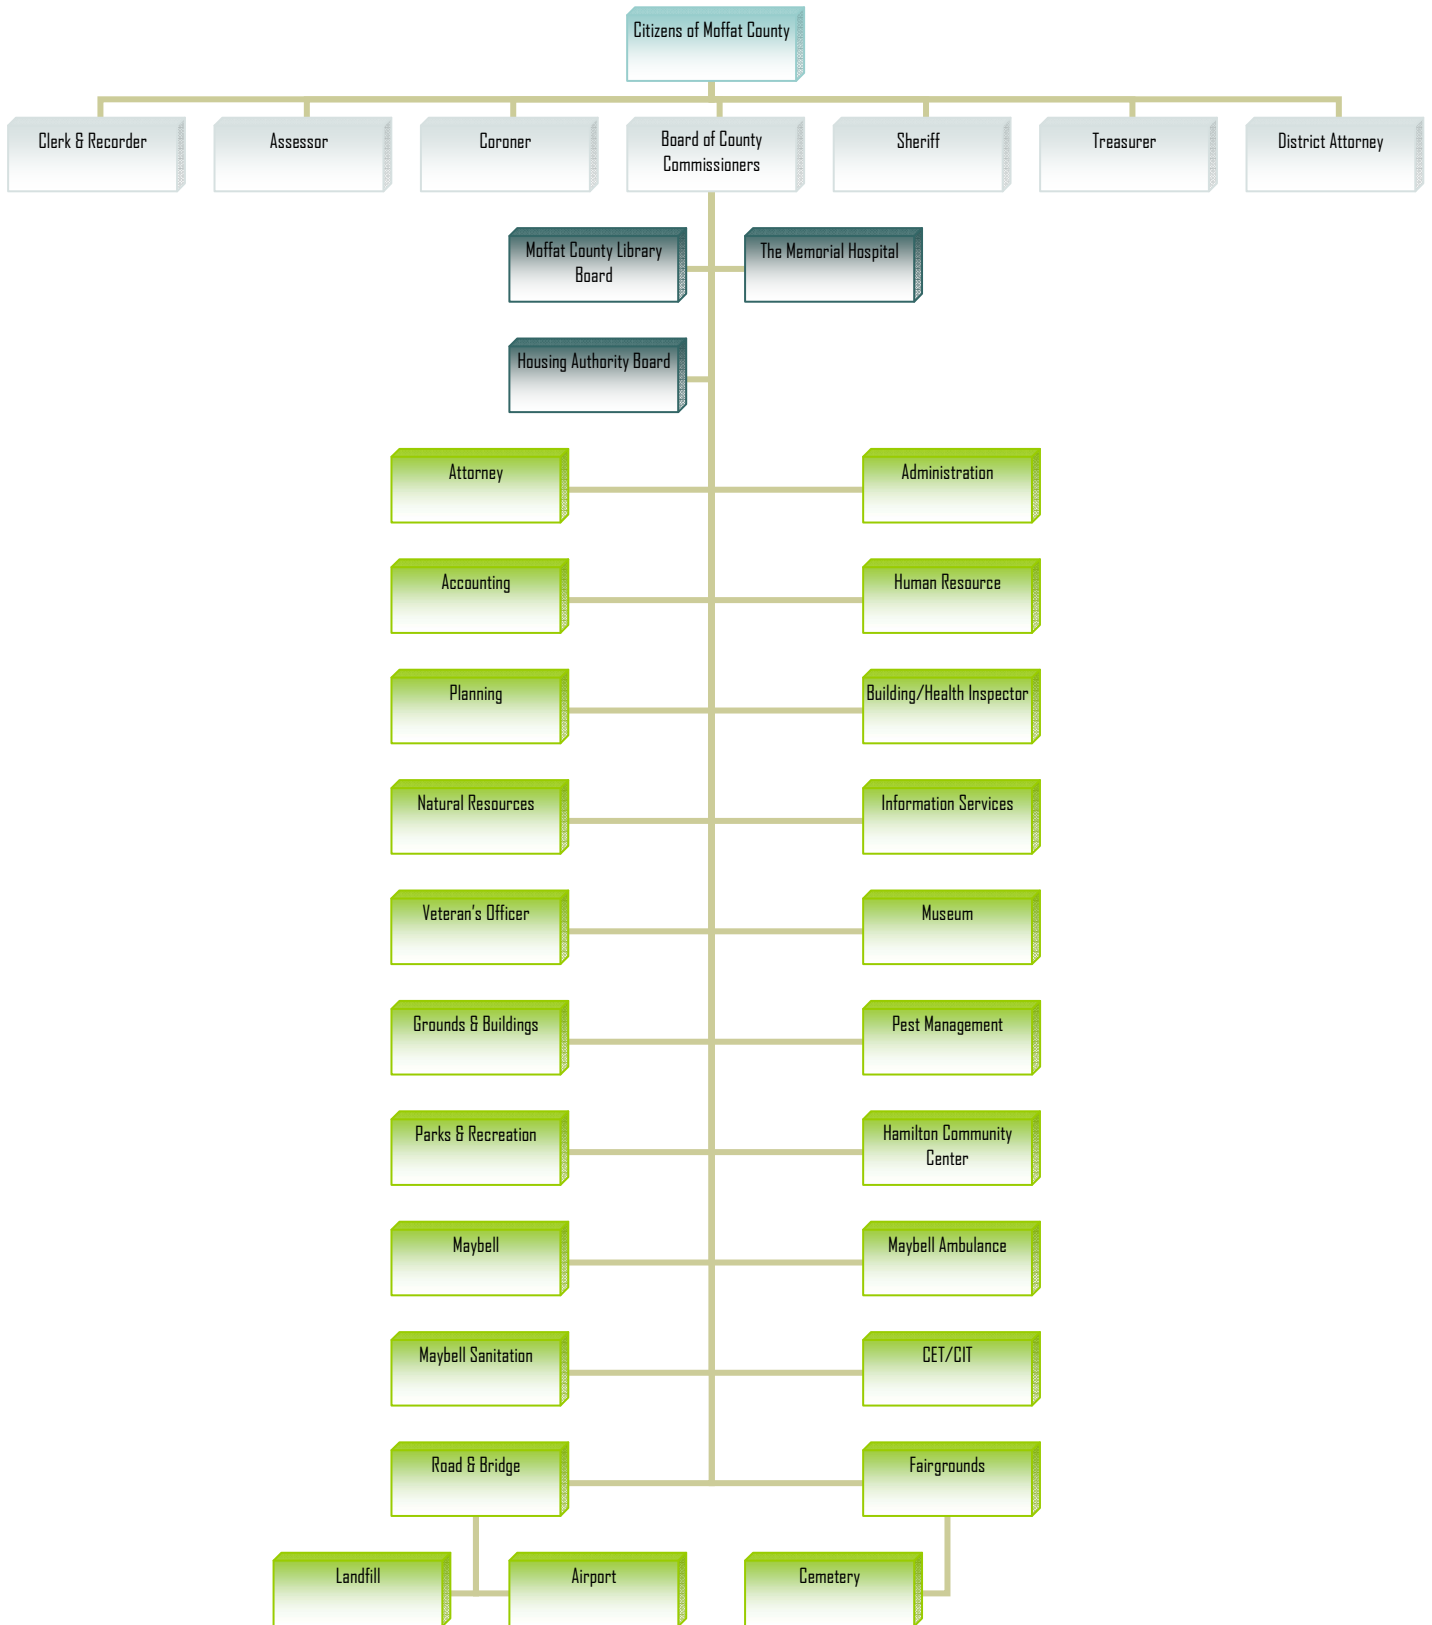 Citizens of Moffat County
Clerk & Recorder
Assessor
Coroner
Board of County
Commissioners
Sheriff
Treasurer
District Attorney
Moffat County Library
Board
The Memorial Hospital
Housing Authority Board
Attorney
Administration
Accounting
Human Resource
Planning
Building/Health Inspector
Natural Resources
Information Services
Veteran's Officer
Museum
Grounds & Buildings
Pest Management
Parks & Recreation
Hamilton Community
Center
Maybell
Maybell Ambulance
Maybell Sanitation
CET/CIT
Road & Bridge
Fairgrounds
Landfill
Airport
Cemetery